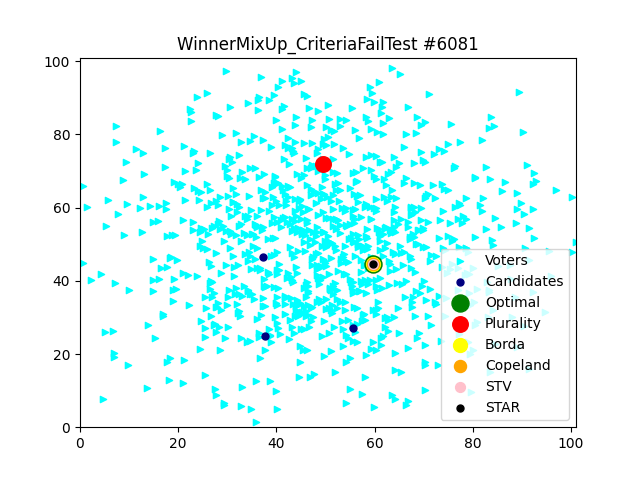 WinnerMixUp_CriteriaFailTest #6081
100
80
60
40
20
0
0
20
40
60
80
100
Voters
Candidates
Optimal
Plurality
Borda
Copeland
STV
STAR